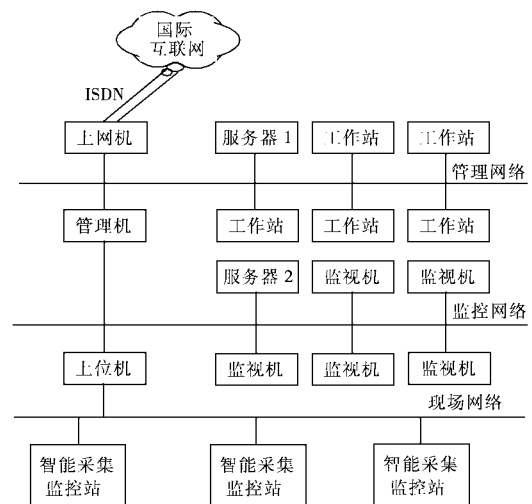 国际
互联网
ISDN
上网机
服务器 1
工作站
工作站
管理网络
管理机
工作站
工作站
工作站
服务器 2
监视机
监视机
监控网络
上位机
监视机
监视机
监视机
现场网络
智能采集
监控站
智能采集
监控站
智能采集
监控站